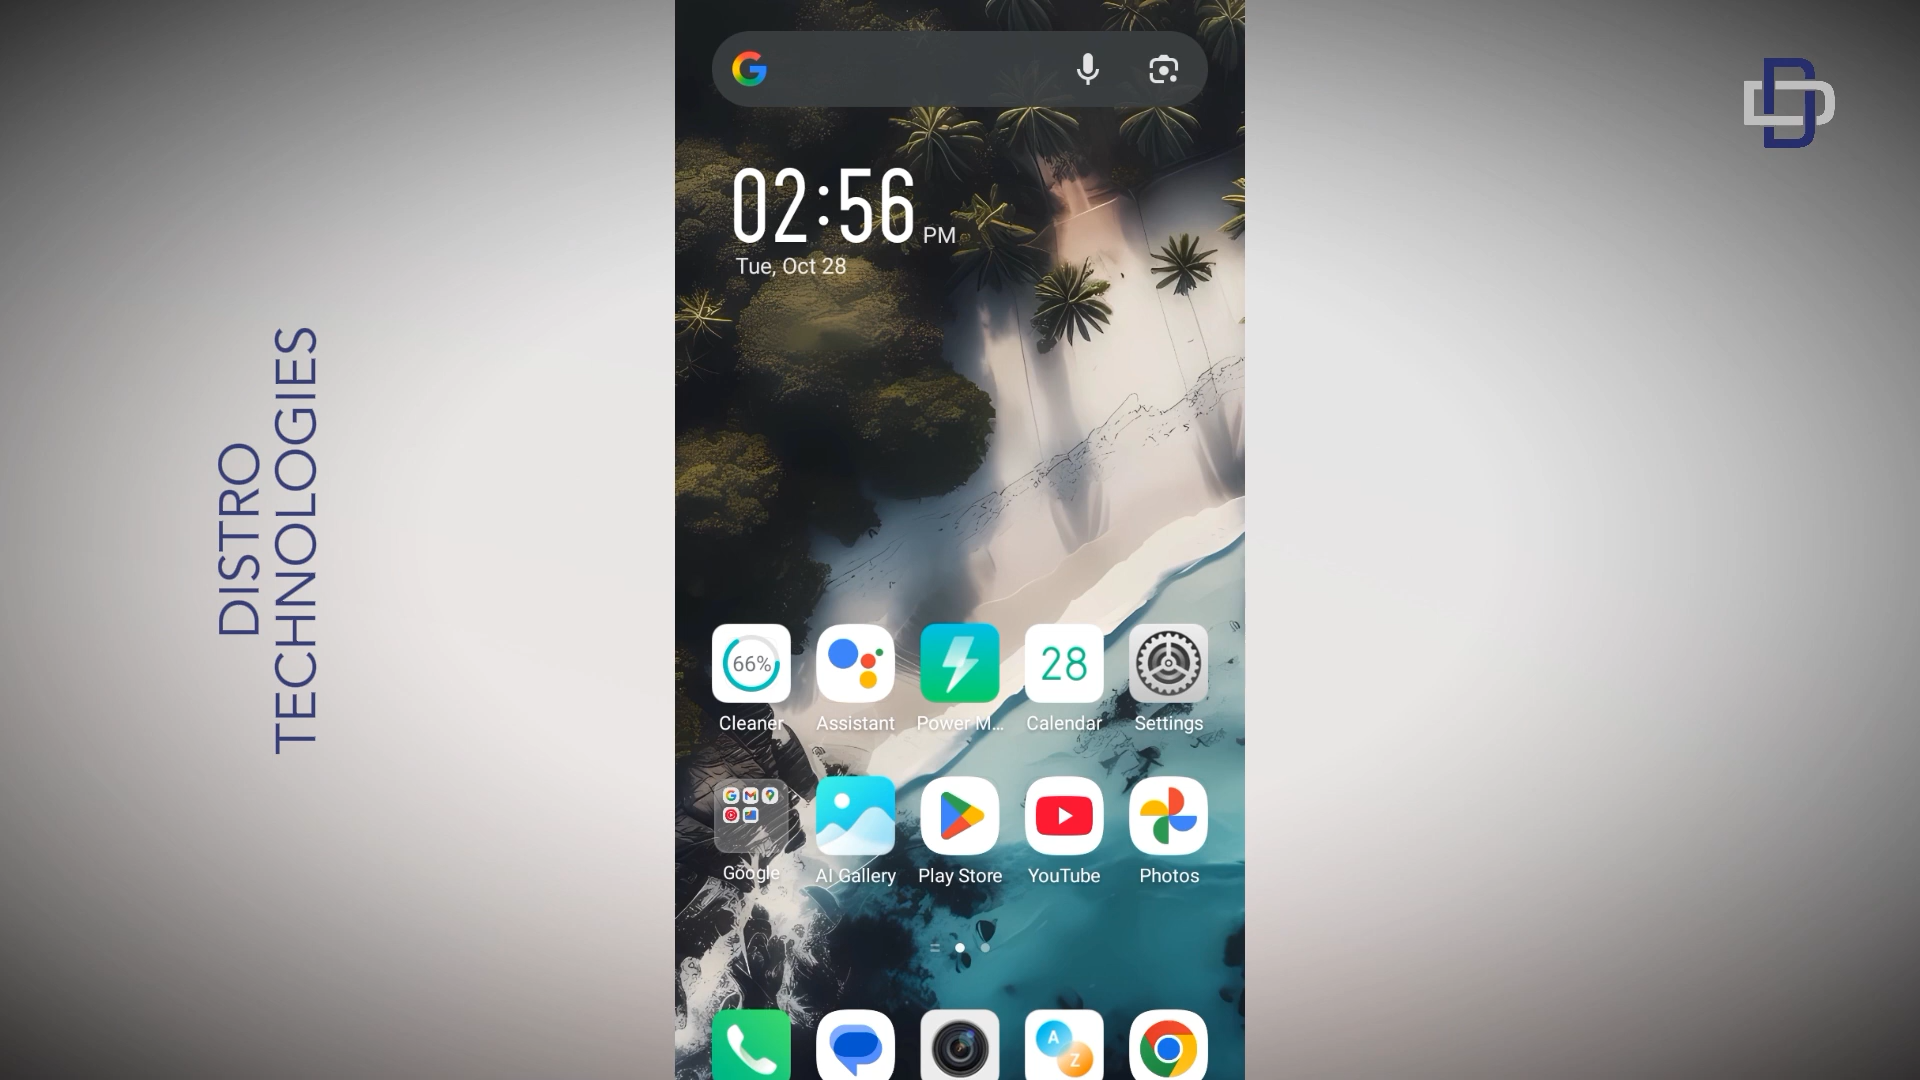 DISTRO
TECHNOLOGIES
02:56 PM
Tue, Oct 28
66%
28
Cleaner Assistant Power M... Calendar Settings
Google AI Gallery Play Store YouTube Photos
A
Z